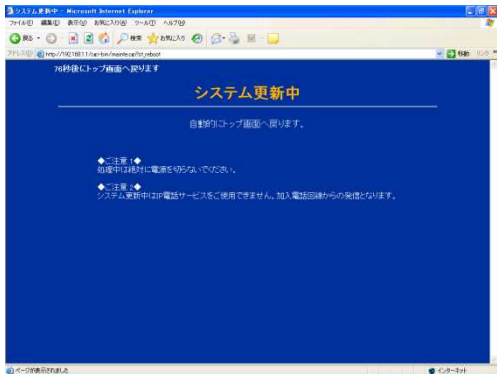 システム更新中 - Microsoft Internet Explorer
ファイル(F) 編集(E) 表示(V) お気に入り(A) ツール(T) ヘルプ(H)
戻る 検索 お気に入り
アドレス(D) 移動 リンク
76秒後にトップ画面へ戻ります
システム更新中
自動的にトップ画面へ戻ります。
◆ご注意 1◆
処理中は絶対に電源を切らないでください。
◆ご注意 2◆
システム更新中はIP電話サービスをご使用できません、加入電話回線からの発信となります。
ページが表示されました
インターネット